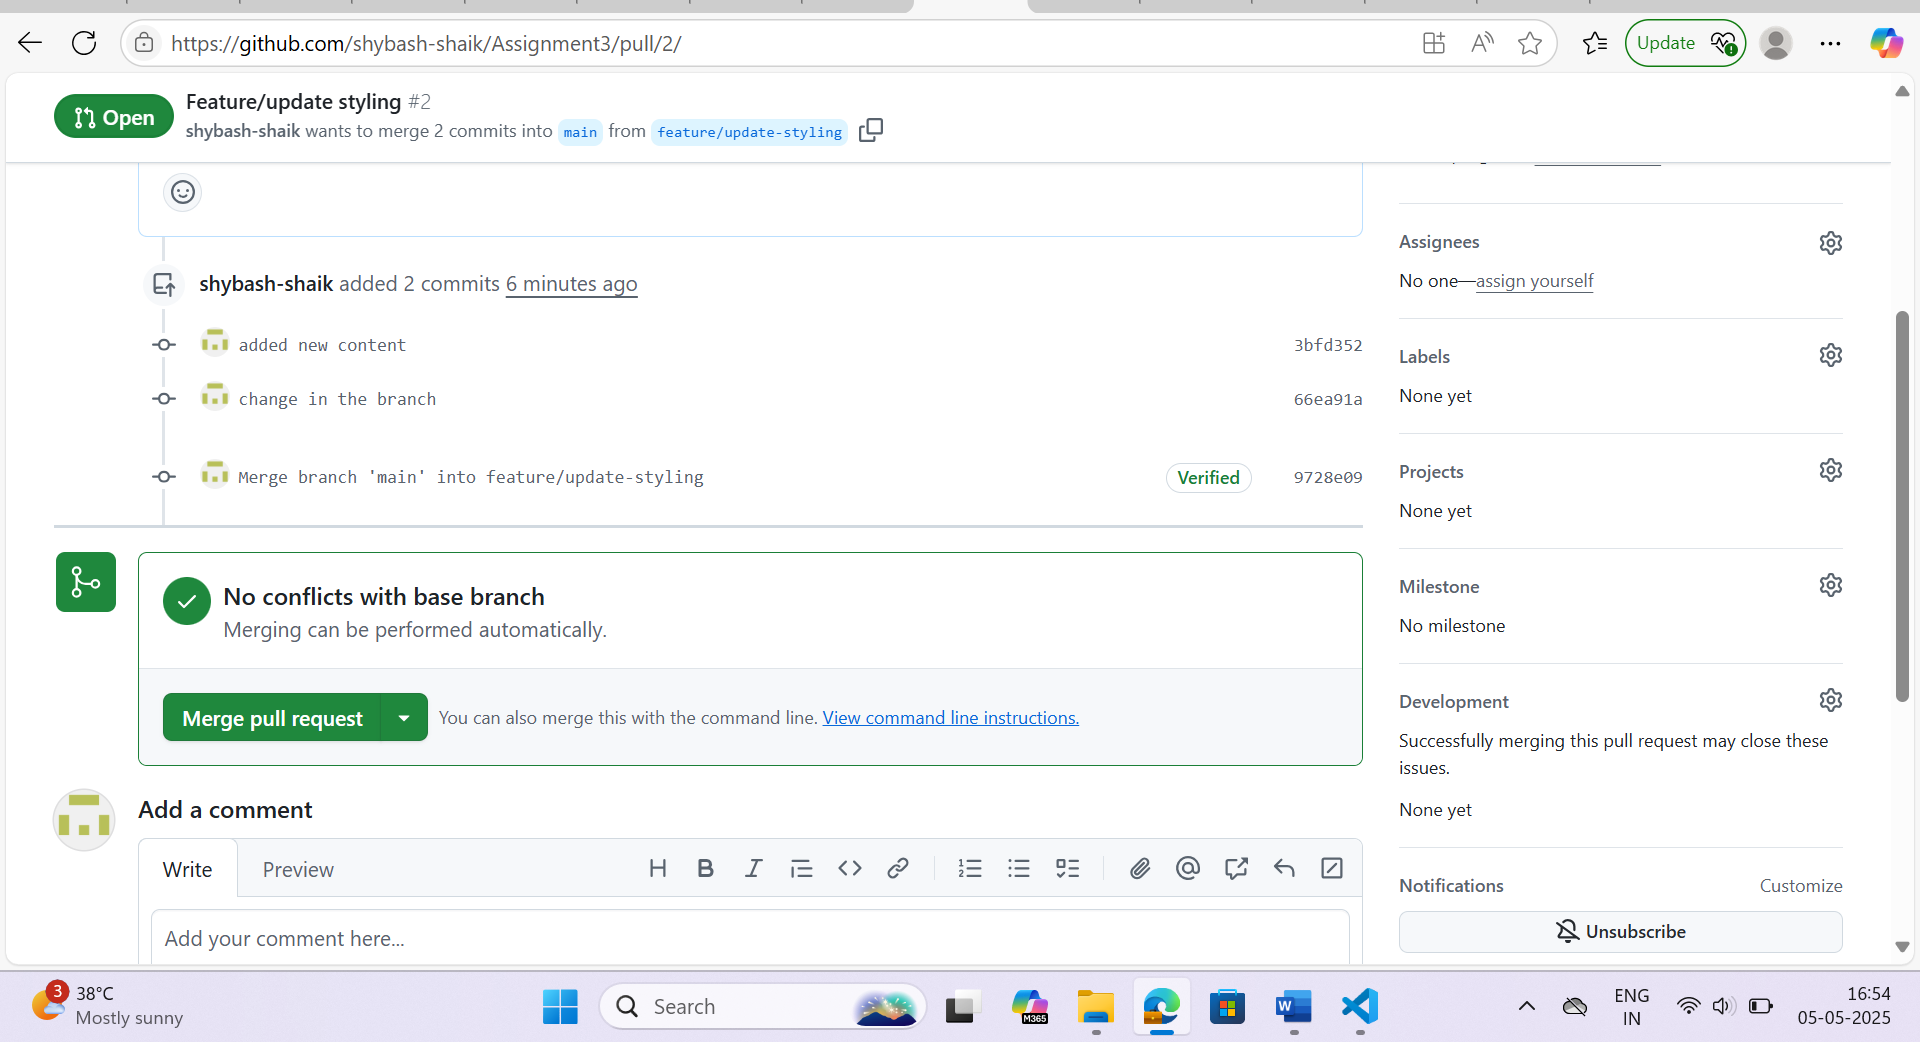 https://github.com/shybash-shaik/Assignment3/pull/2/
Update
Open
Feature/update styling #2
shybash-shaik wants to merge 2 commits into main from feature/update-styling
shybash-shaik added 2 commits 6 minutes ago
added new content
3bfd352
change in the branch
66ea91a
Merge branch 'main' into feature/update-styling
Verified
9728e09
No conflicts with base branch
Merging can be performed automatically.
Merge pull request
You can also merge this with the command line. View command line instructions.
Add a comment
Write
Preview
Add your comment here...
Assignees
No one—assign yourself
Labels
None yet
Projects
None yet
Milestone
No milestone
Development
Successfully merging this pull request may close these
issues.
None yet
Notifications
Customize
Unsubscribe
3
38°C
Mostly sunny
Search
M365
ENG
IN
16:54
05-05-2025